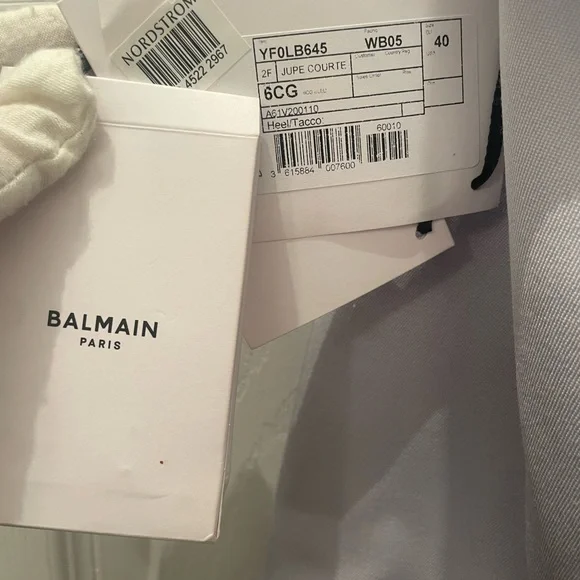 NORDSTROM
4522 2967
YF0LB645
WB05
40
2F JUPE COURTE
6CG
A61V200110
Heel/Tacco
60010
3 615884 007600
BALMAIN
PARIS